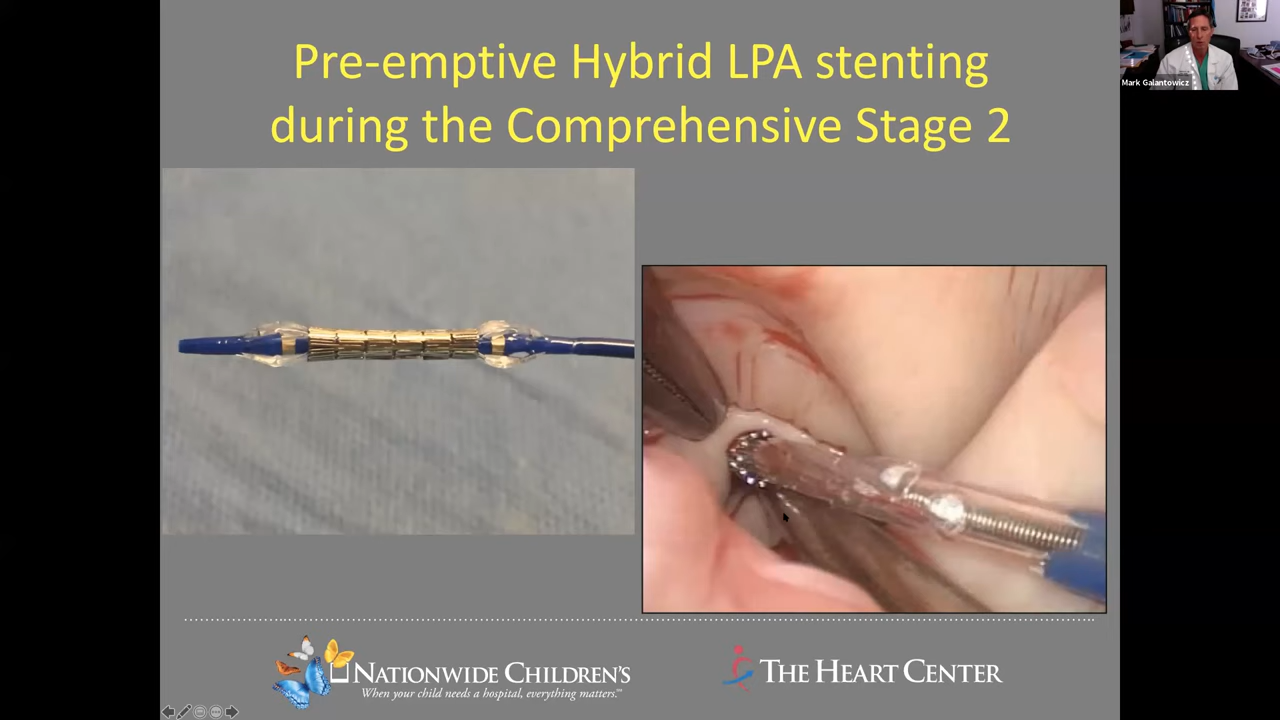 Pre-emptive Hybrid LPA stenting
during the Comprehensive Stage 2
Mark Galantowicz
NATIONWIDE CHILDREN'S
When your child needs a hospital, everything matters.℠
THE HEART CENTER